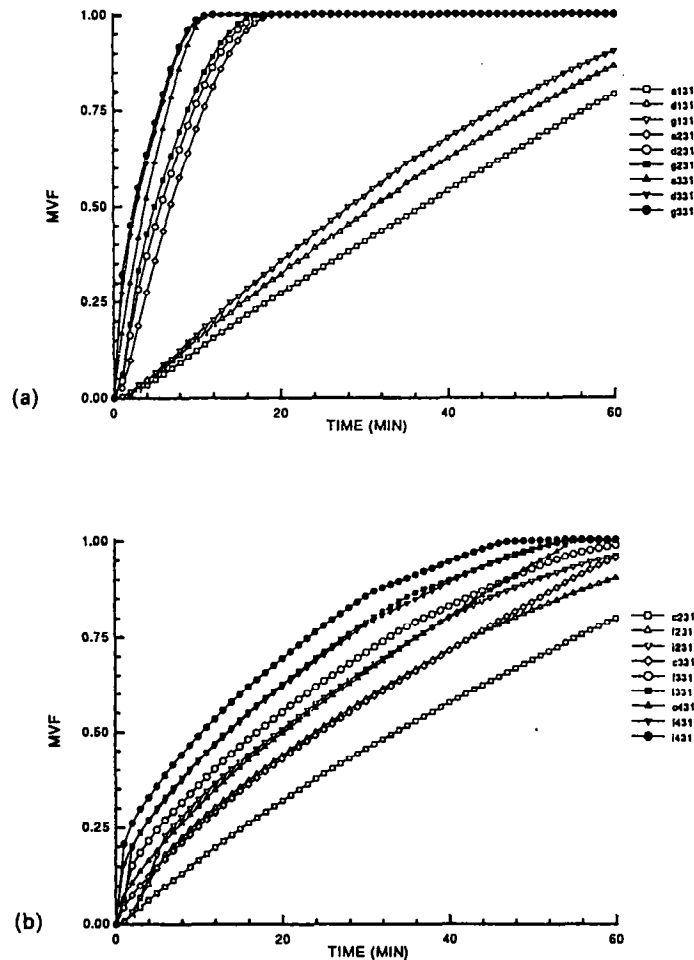 1.00
0.75
0.50
0.25
0.00
MVF
0
20
40
60
TIME (MIN)
(a)
a131
d131
g131
a231
d231
g231
a331
d331
g331
1.00
0.75
0.50
0.25
0.00
MVF
0
20
40
60
TIME (MIN)
(b)
c231
f231
i231
c331
f331
i331
c431
f431
i431